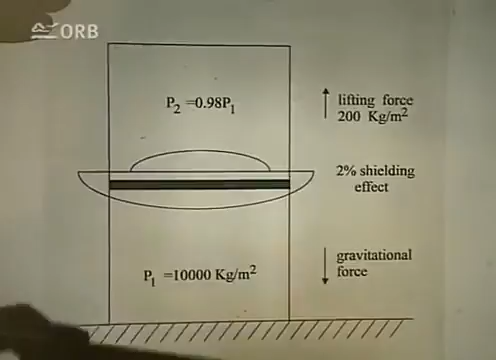 ORB
P₂ =0.98P₁
lifting force
200 Kg/m²
2% shielding
effect
P₁ =10000 Kg/m²
gravitational
force